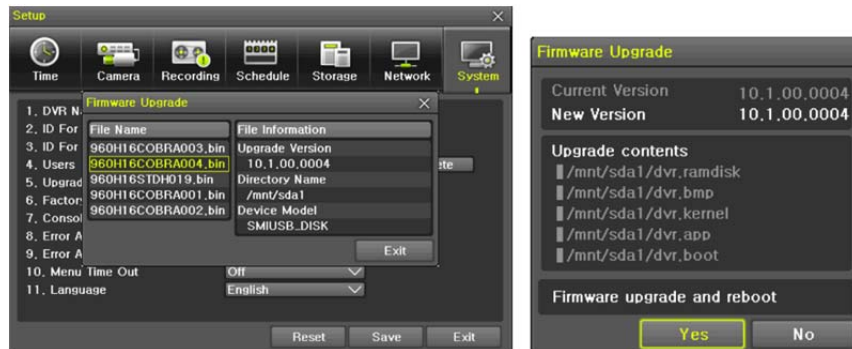 Setup
Time Camera Recording Schedule Storage Network System
1. DVR N
2. ID For
3. ID For
4. Users
5. Upgrad
6. Factor
7. Consol
8. Error A
9. Error A
10. Menu Time Out Off
11. Language English
ete
Reset Save Exit
Firmware Upgrade
File Name
960H16COBRA003.bin
960H16COBRA004.bin
960H16STDH019.bin
960H16COBRA001.bin
960H16COBRA002.bin
File Information
Upgrade Version
10.1.00.0004
Directory Name
/mnt/sda1
Device Model
SMIUSB_DISK
Exit
Firmware Upgrade
Current Version 10.1.00.0004
New Version 10.1.00.0004
Upgrade contents
/mnt/sda1/dvr.ramdisk
/mnt/sda1/dvr.bmp
/mnt/sda1/dvr.kernel
/mnt/sda1/dvr.app
/mnt/sda1/dvr.boot
Firmware upgrade and reboot
Yes No